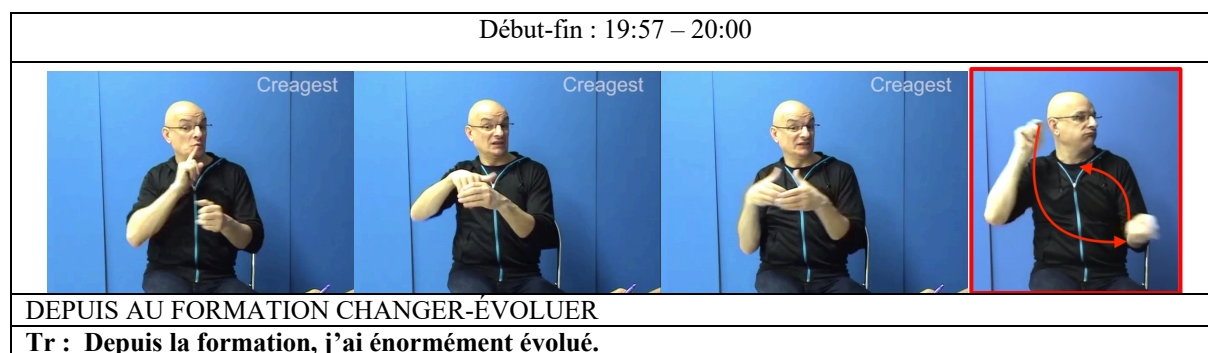 Début-fin : 19:57 – 20:00
Creagest Creagest Creagest
DEPUIS AU FORMATION CHANGER-ÉVOLUER
Tr : Depuis la formation, j’ai énormément évolué.